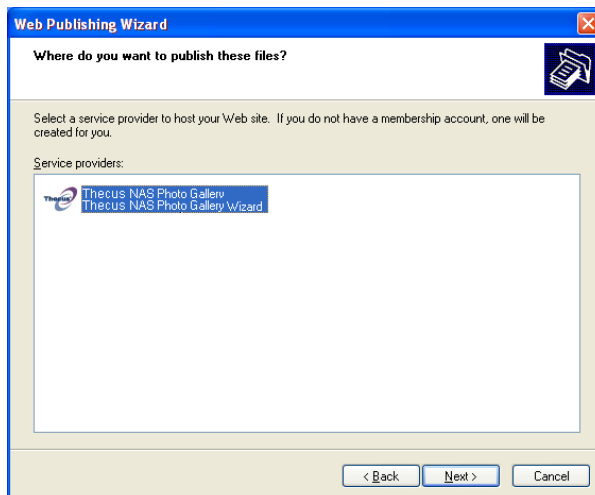 Web Publishing Wizard
Where do you want to publish these files?
Select a service provider to host your Web site. If you do not have a membership account, one will be
created for you.
Service providers:
Thecus
Thecus NAS Photo Gallery
Thecus NAS Photo Gallery Wizard
< Back
Next >
Cancel